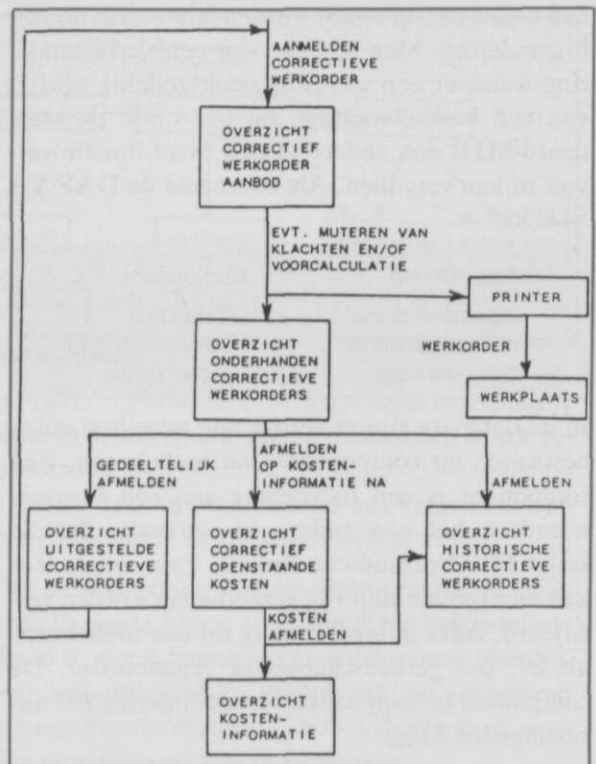 AANMELDEN
CORRECTIEVE
WERKORDER
OVERZICHT
CORRECTIEF
WERKORDER
AANBOD
EVT. MUTEREN VAN
KLACHTEN EN/OF
VOORCALCULATIE
PRINTER
WERKORDER
WERKPLAATS
OVERZICHT
ONDERHANDEN
CORRECTIEVE
WERKORDERS
GEDEELTELIJK
AFMELDEN
AFMELDEN
OP KOSTEN-
INFORMATIE NA
AFMELDEN
OVERZICHT
UITGESTELDE
CORRECTIEVE
WERKORDERS
OVERZICHT
CORRECTIEF
OPENSTAANDE
KOSTEN
OVERZICHT
HISTORISCHE
CORRECTIEVE
WERKORDERS
KOSTEN
AFMELDEN
OVERZICHT
KOSTEN-
INFORMATIE